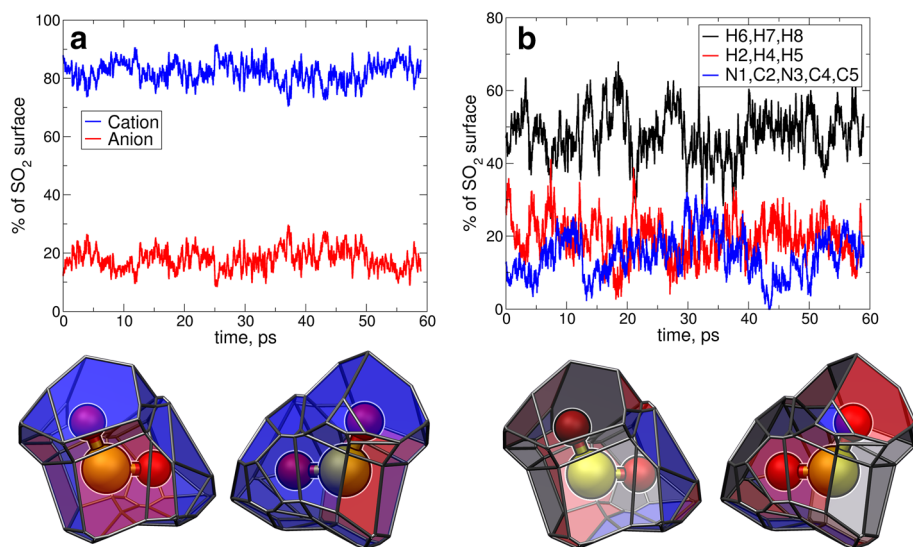 a
100
80
60
40
20
0
% of SO2 surface
Cation
Anion
0 10 20 30 40 50 60
time, ps
b
80
60
40
20
0
% of SO2 surface
H6,H7,H8
H2,H4,H5
N1,C2,N3,C4,C5
0 10 20 30 40 50 60
time, ps